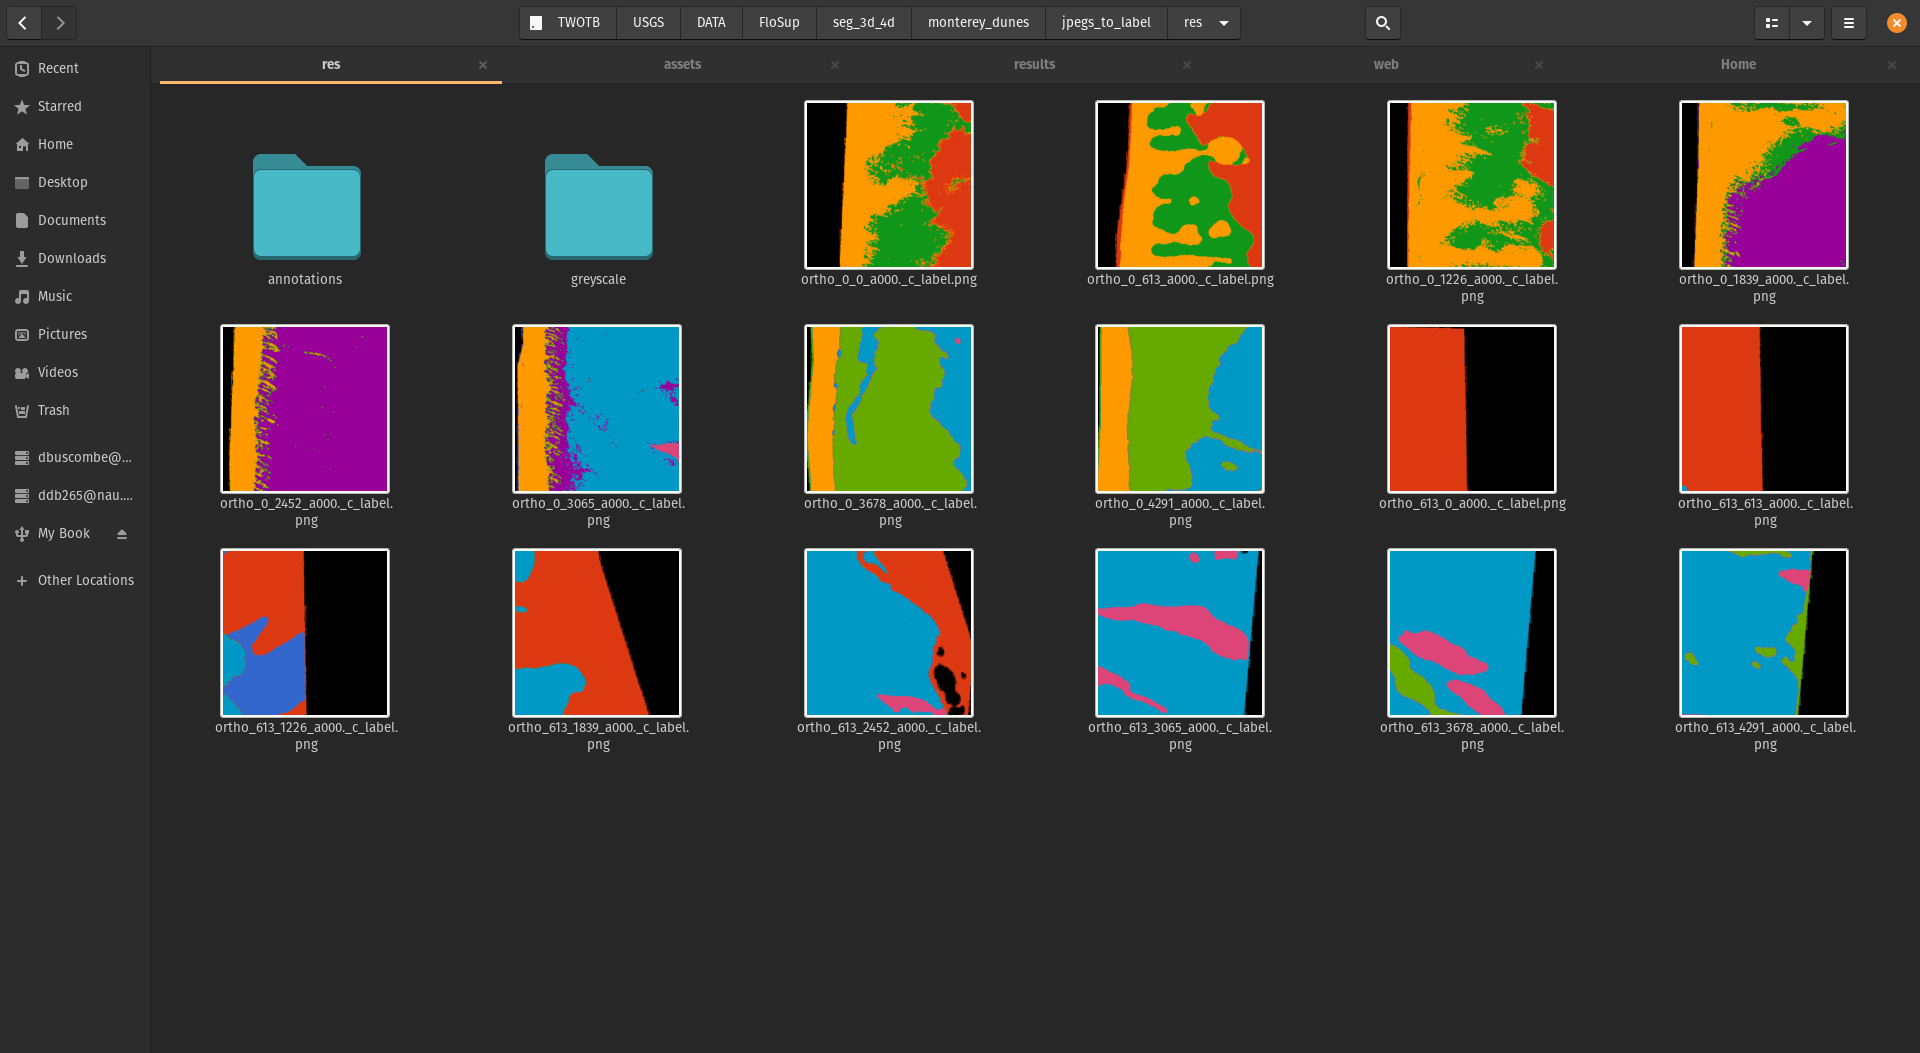 TWOTB USGS DATA FloSup seg_3d_4d monterey_dunes jpegs_to_label res
res assets results web Home
Recent
Starred
Home
Desktop
Documents
Downloads
Music
Pictures
Videos
Trash
dbuscombe@...
ddb265@nau....
My Book
Other Locations
annotations
greyscale
ortho_0_0_a000._c_label.png
ortho_0_613_a000._c_label.png
ortho_0_1226_a000._c_label.
png
ortho_0_1839_a000._c_label.
png
ortho_0_2452_a000._c_label.
png
ortho_0_3065_a000._c_label.
png
ortho_0_3678_a000._c_label.
png
ortho_0_4291_a000._c_label.
png
ortho_613_0_a000._c_label.png
ortho_613_613_a000._c_label.
png
ortho_613_1226_a000._c_label.
png
ortho_613_1839_a000._c_label.
png
ortho_613_2452_a000._c_label.
png
ortho_613_3065_a000._c_label.
png
ortho_613_3678_a000._c_label.
png
ortho_613_4291_a000._c_label.
png